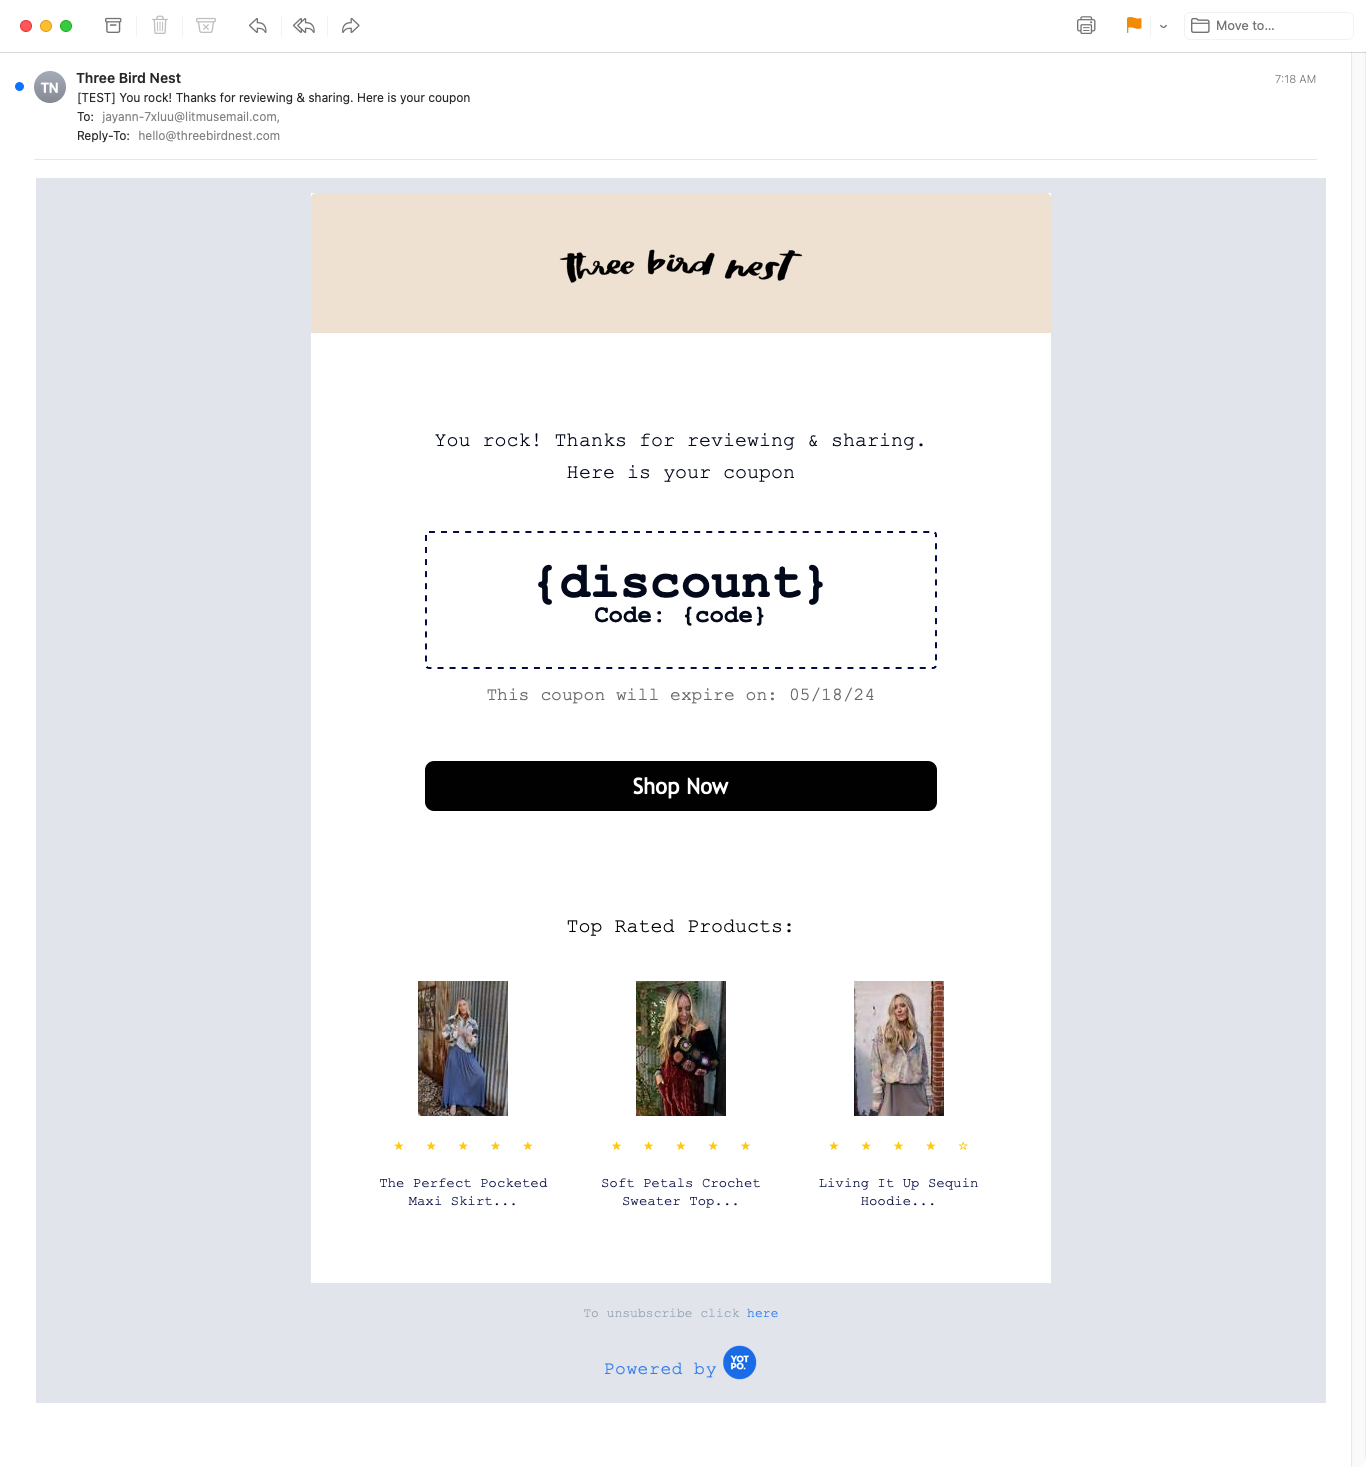 Move to...
TN
Three Bird Nest
7:18 AM
[TEST] You rock! Thanks for reviewing & sharing. Here is your coupon
To: jayann-7xluu@litmusemail.com,
Reply-To: hello@threebirdnest.com
three bird nest
You rock! Thanks for reviewing & sharing.
Here is your coupon
{discount}
Code: {code}
This coupon will expire on: 05/18/24
Shop Now
Top Rated Products:
The Perfect Pocketed
Maxi Skirt...
Soft Petals Crochet
Sweater Top...
Living It Up Sequin
Hoodie...
To unsubscribe click here
Powered by YOTPO.